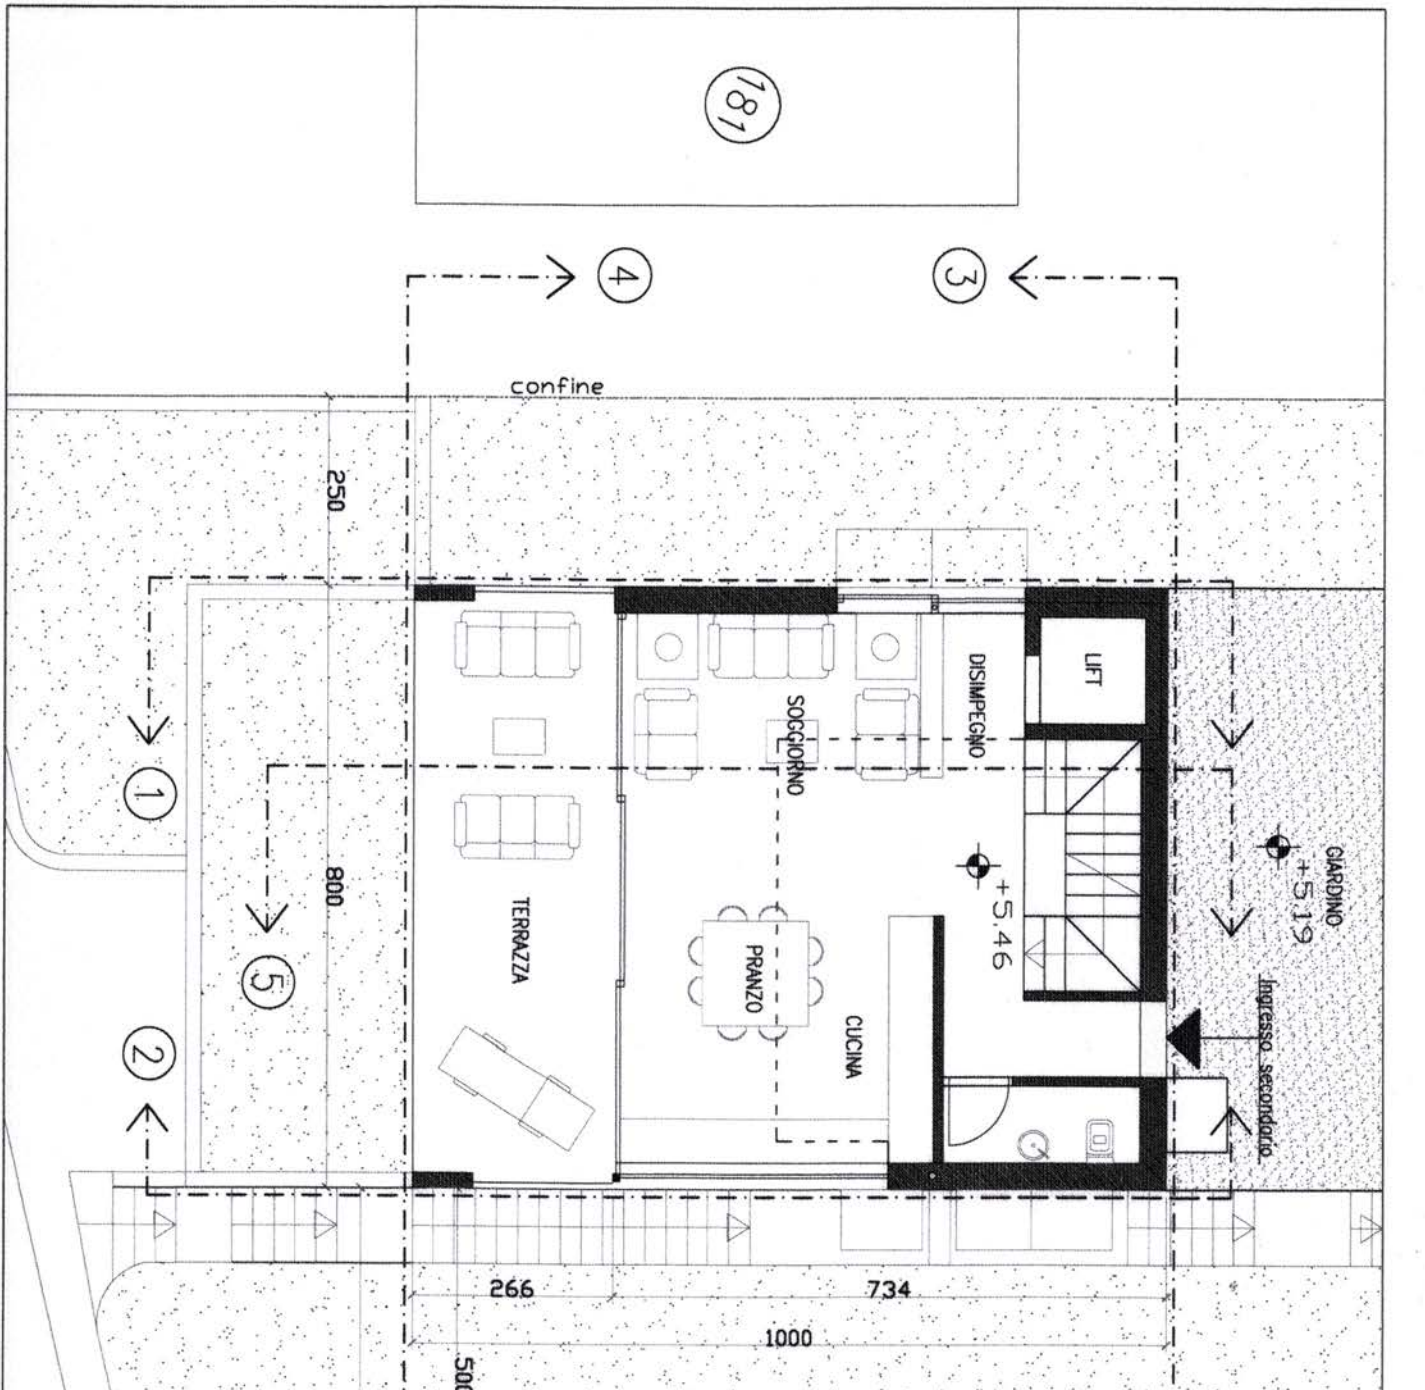 181
4
3
confine
250
LIFT
DISIMPEGNO
SOGGIORNO
1
800
GIARDINO
+5.19
+5.46
TERRAZZA
PRANZO
5
Ingresso secondario
CUCINA
2
266
734
1000
500